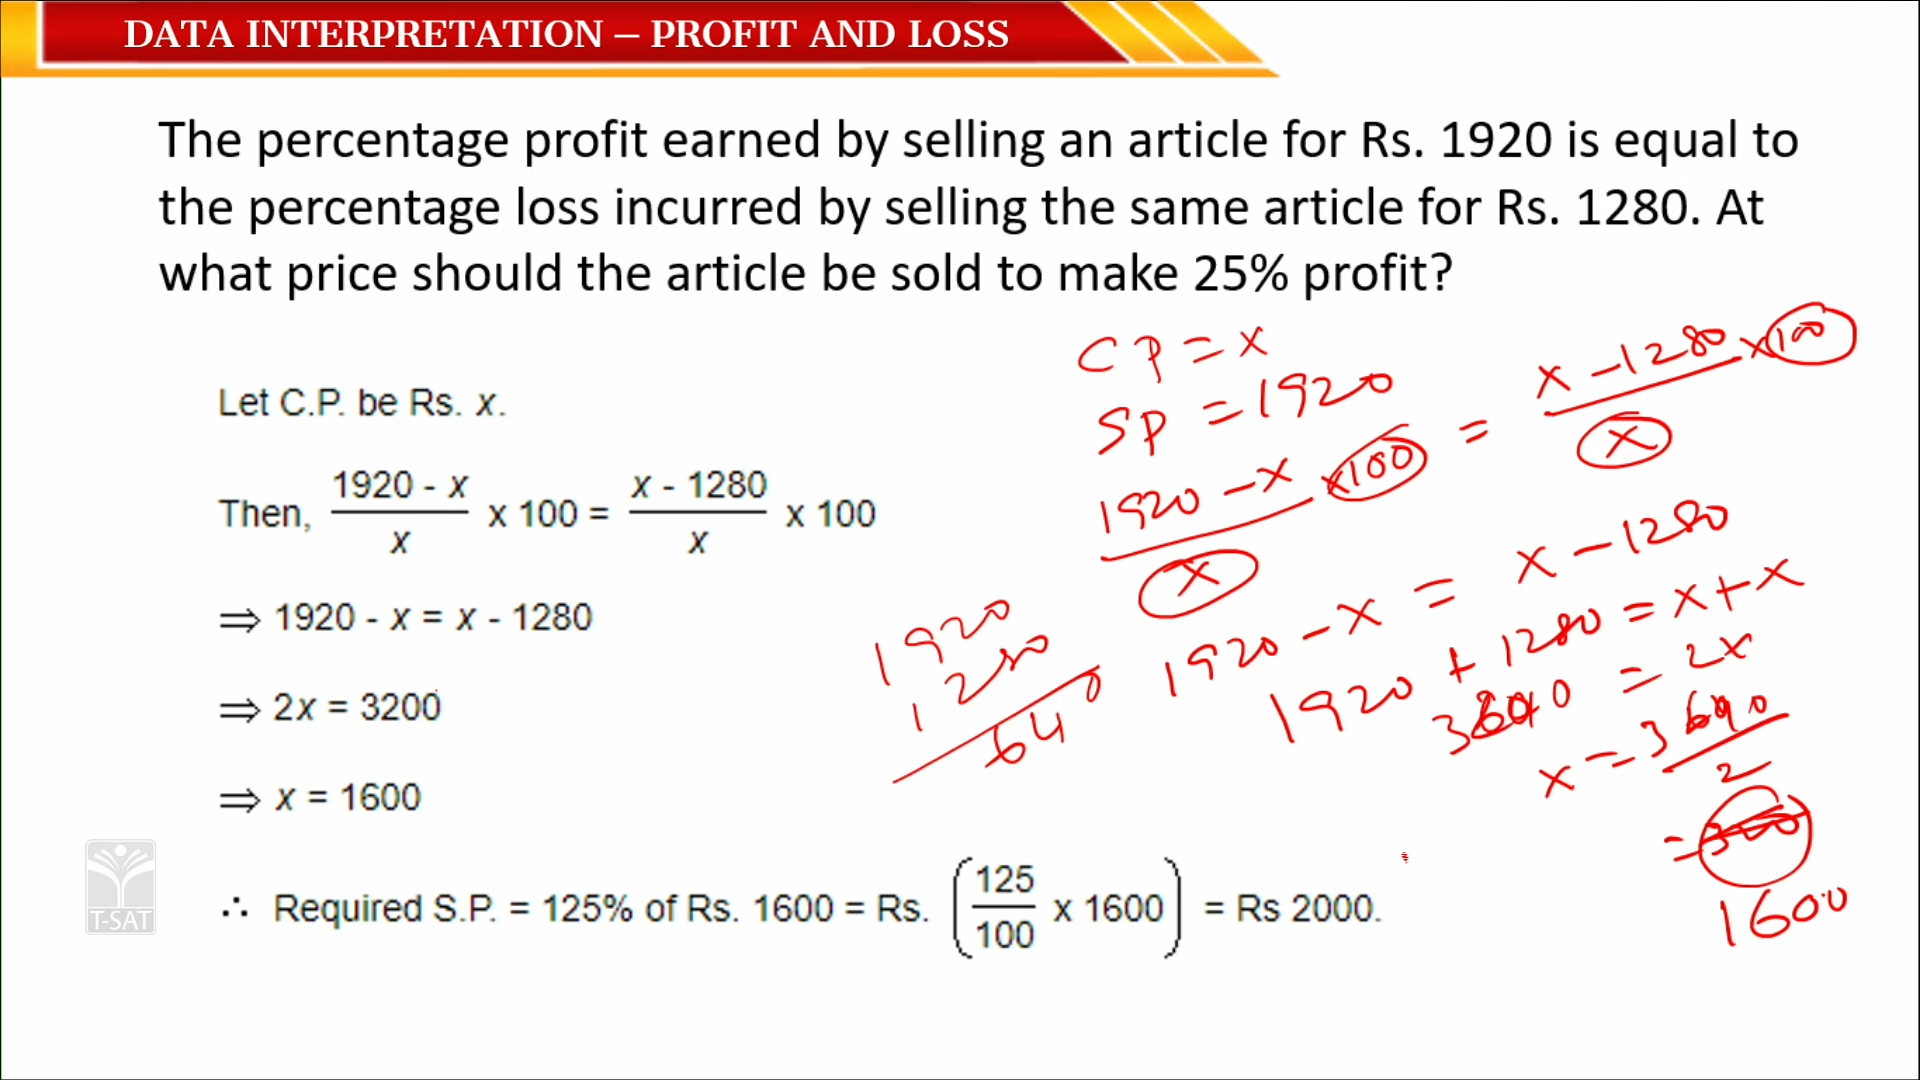 DATA INTERPRETATION – PROFIT AND LOSS
The percentage profit earned by selling an article for Rs. 1920 is equal to
the percentage loss incurred by selling the same article for Rs. 1280. At
what price should the article be sold to make 25% profit?
Let C.P. be Rs. x.
Then, (1920 - x)/x x 100 = (x - 1280)/x x 100
⇒ 1920 - x = x - 1280
⇒ 2x = 3200
⇒ x = 1600
∴ Required S.P. = 125% of Rs. 1600 = Rs. (125/100 x 1600) = Rs 2000.
T-SAT
CP = x
SP = 1920
(1920 - x)/x x100 = (x - 1280)/x x100
1920 - x = x - 1280
1920 + 1280 = x + x
= 2x
x =
2
1600
1920
1280
640